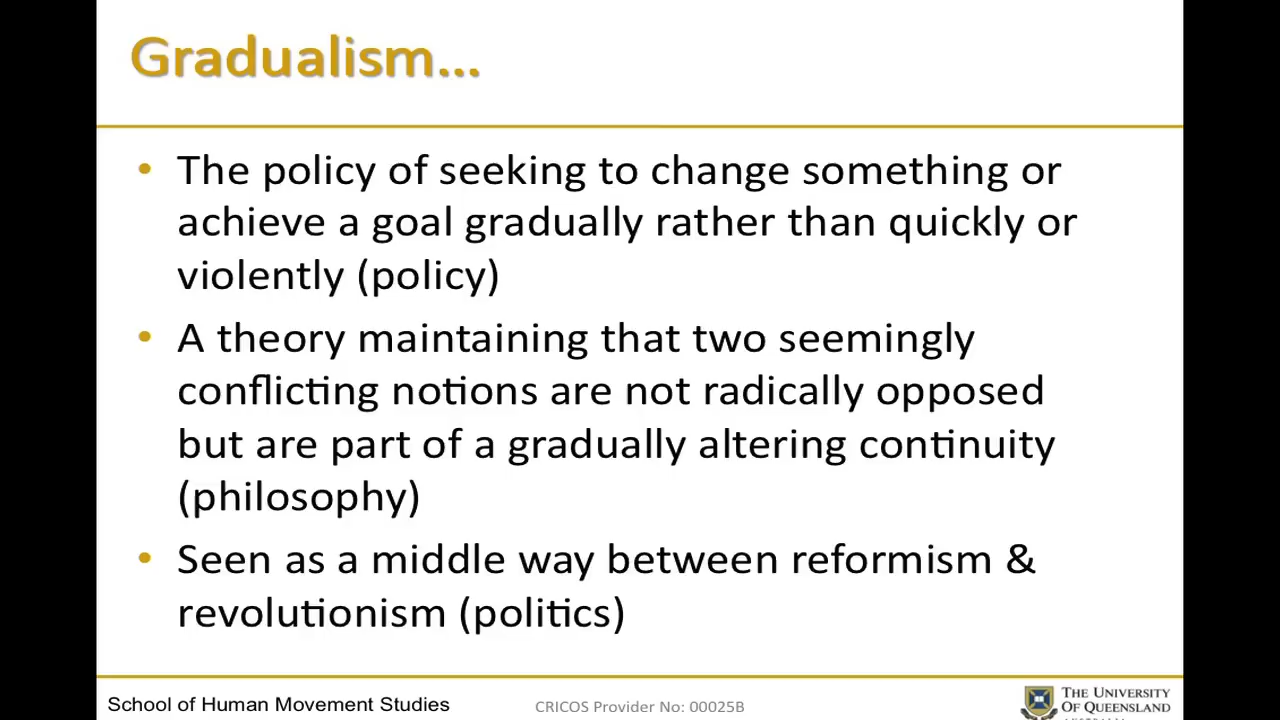 Gradualism...
• The policy of seeking to change something or
achieve a goal gradually rather than quickly or
violently (policy)
• A theory maintaining that two seemingly
conflicting notions are not radically opposed
but are part of a gradually altering continuity
(philosophy)
• Seen as a middle way between reformism &
revolutionism (politics)
School of Human Movement Studies
CRICOS Provider No: 00025B
THE UNIVERSITY
OF QUEENSLAND